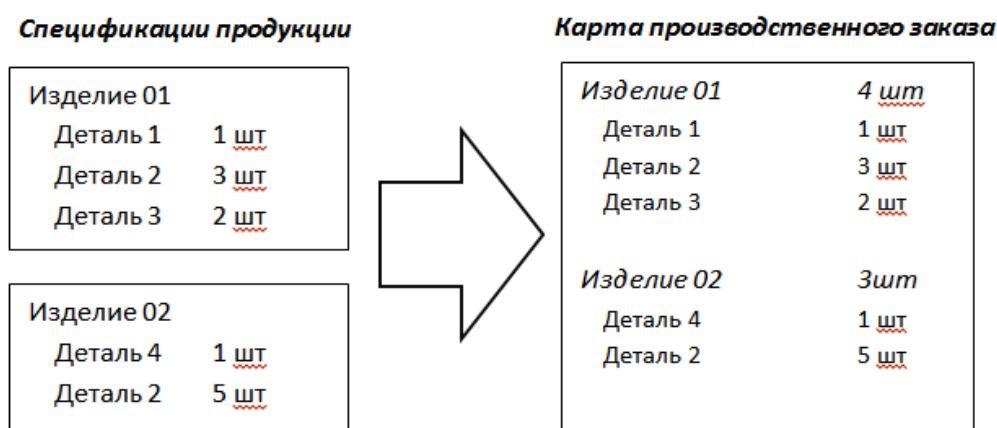 Спецификации продукции
Изделие 01
Деталь 1 1 шт
Деталь 2 3 шт
Деталь 3 2 шт
Изделие 02
Деталь 4 1 шт
Деталь 2 5 шт
Карта производственного заказа
Изделие 01 4 шт
Деталь 1 1 шт
Деталь 2 3 шт
Деталь 3 2 шт
Изделие 02 3шт
Деталь 4 1 шт
Деталь 2 5 шт